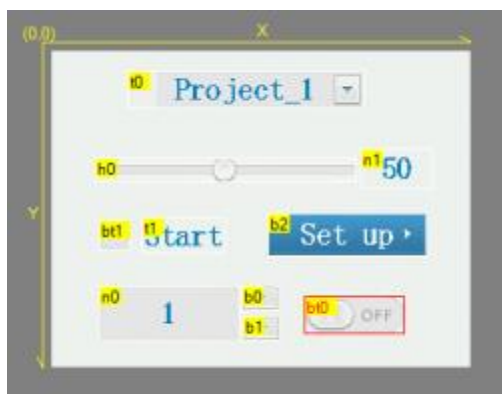 (0.0) X
t0 Project_1
h0 n1 50
Y
bt1 t1 Start b2 Set up
n0 1 b0
b1
bt0 OFF